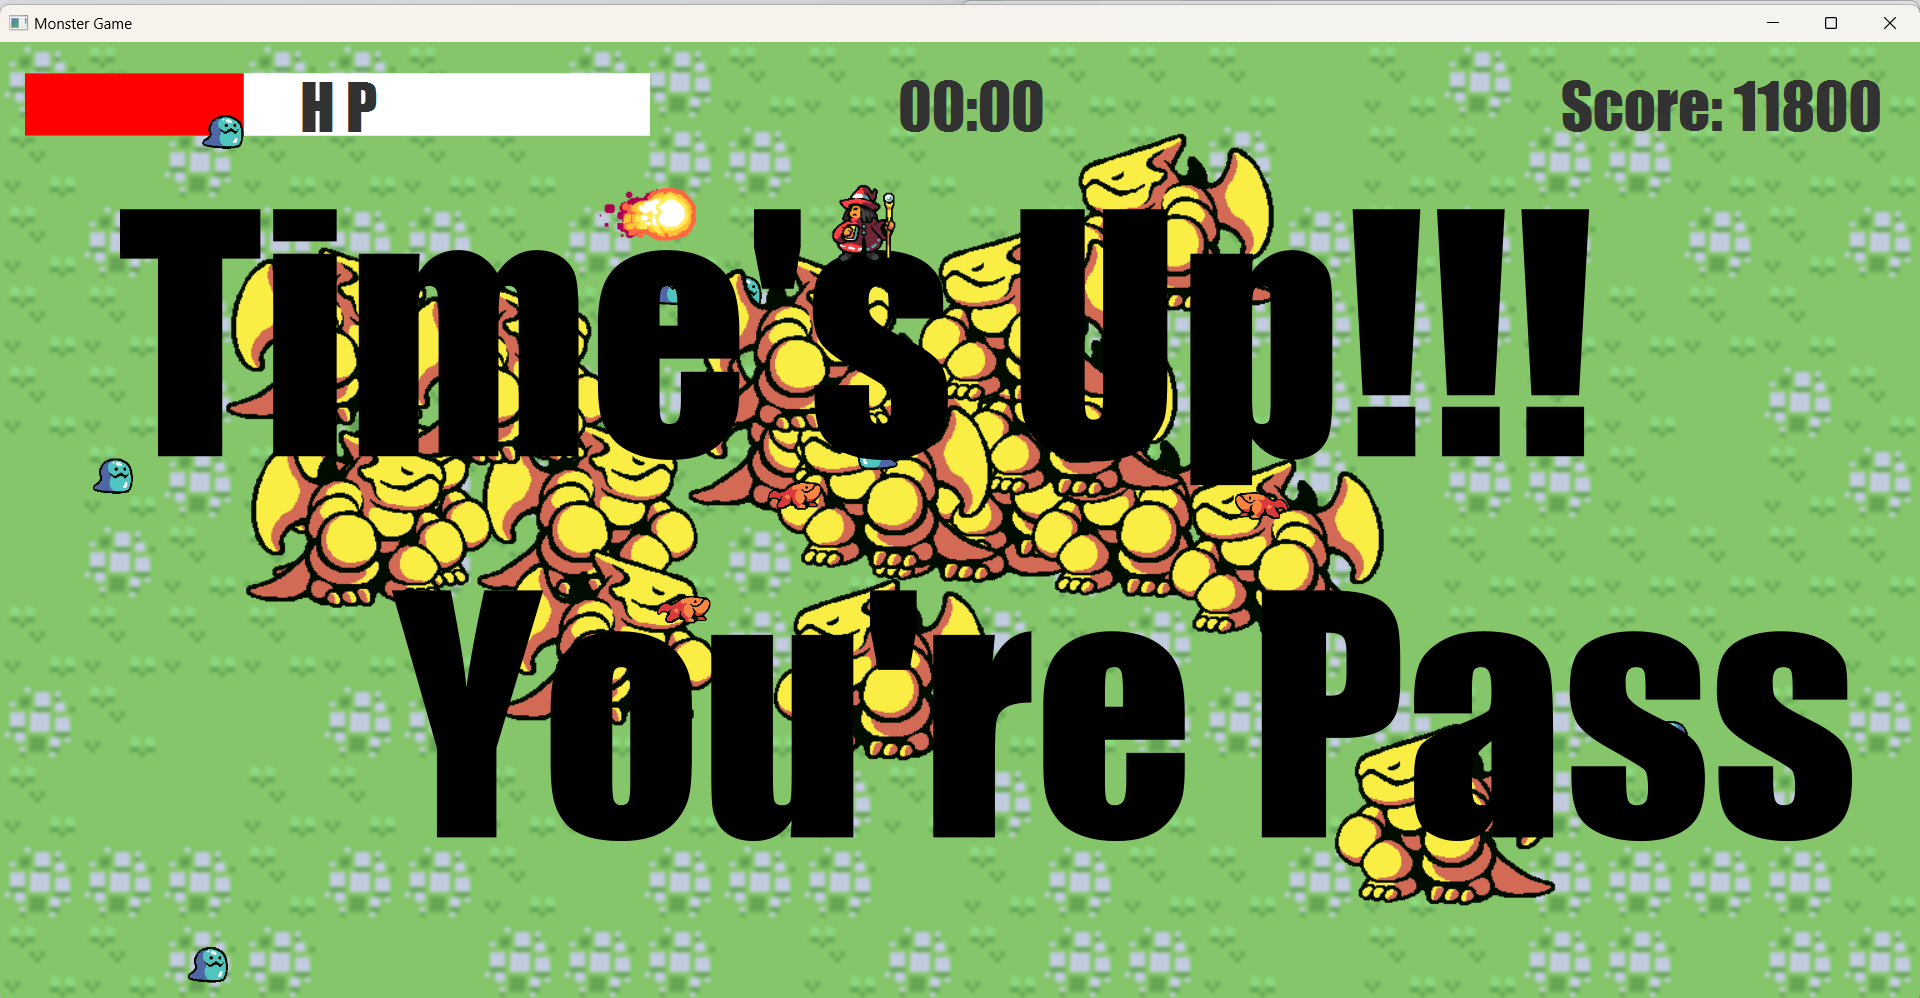 Monster Game
H P
00:00
Score: 11800
Time's Up!!!
You're Pass